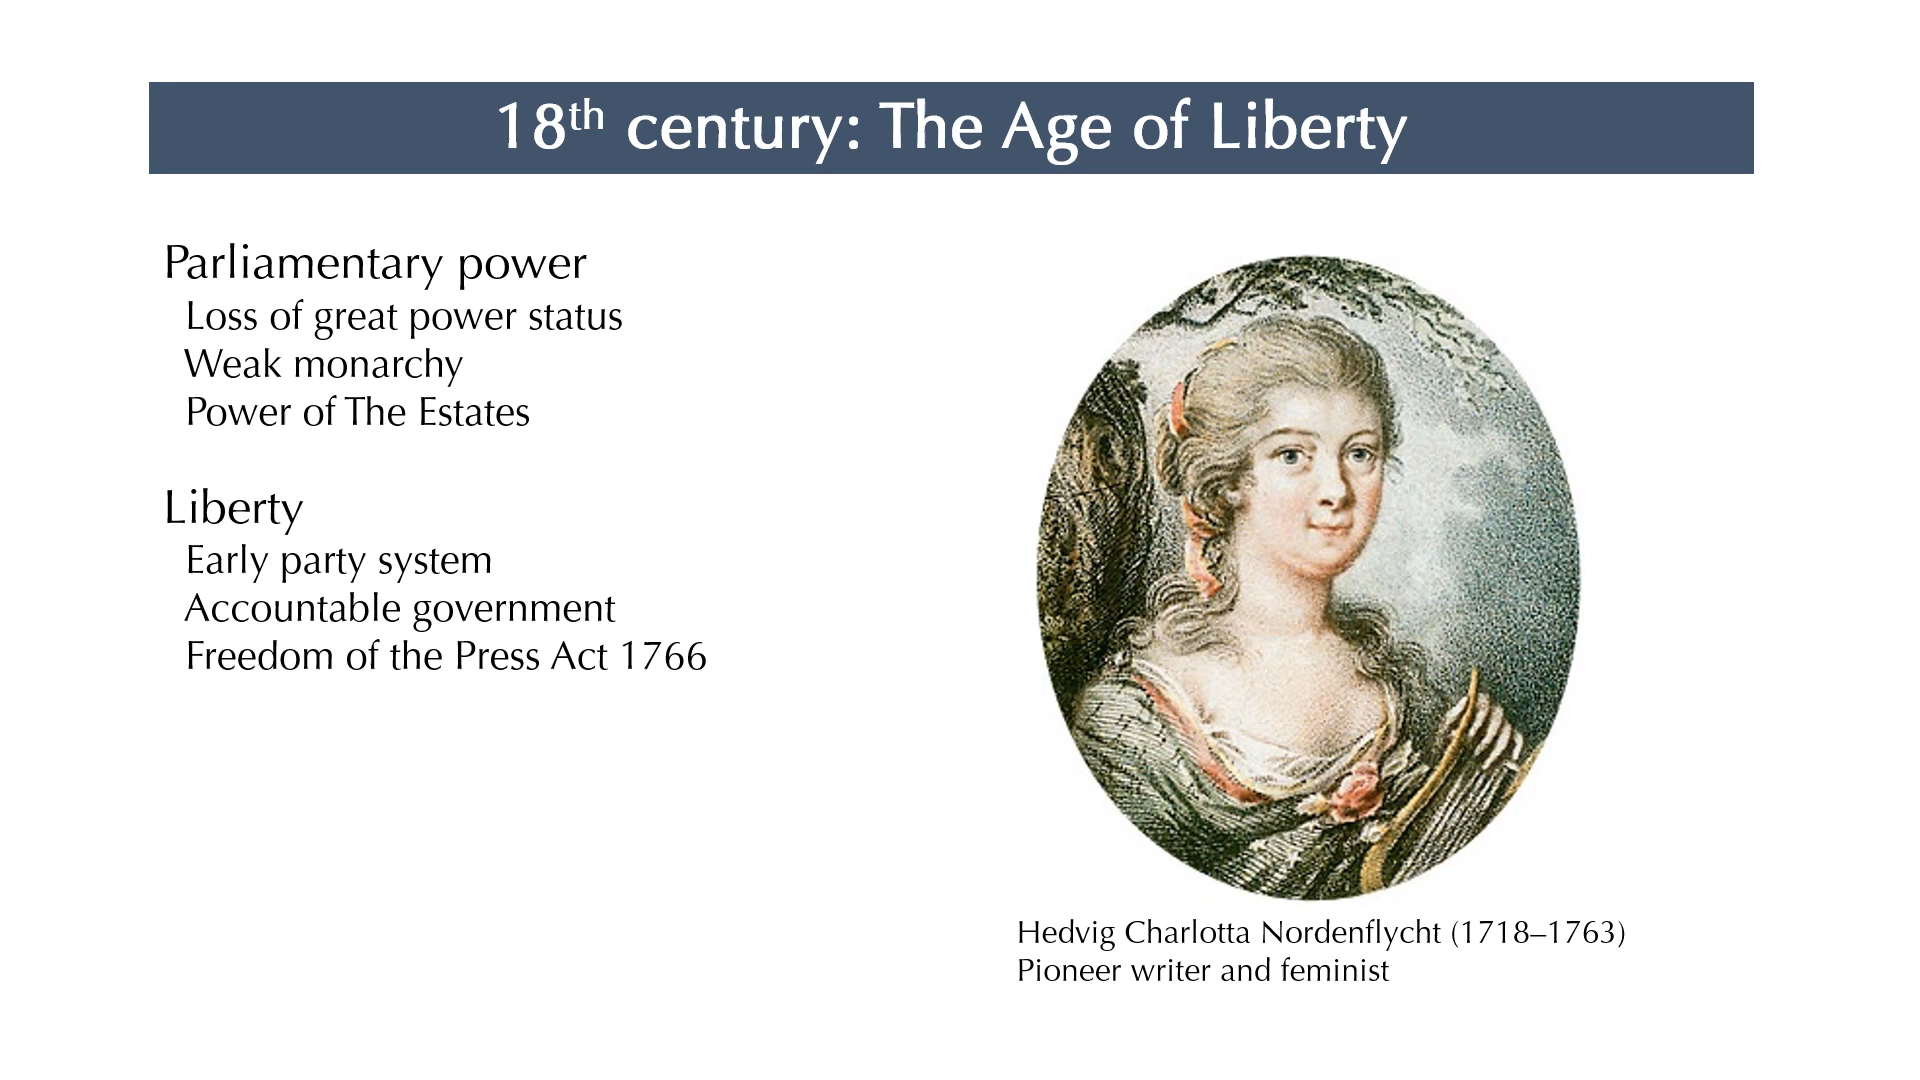 18th century: The Age of Liberty
Parliamentary power
Loss of great power status
Weak monarchy
Power of The Estates
Liberty
Early party system
Accountable government
Freedom of the Press Act 1766
Hedvig Charlotta Nordenflycht (1718–1763)
Pioneer writer and feminist